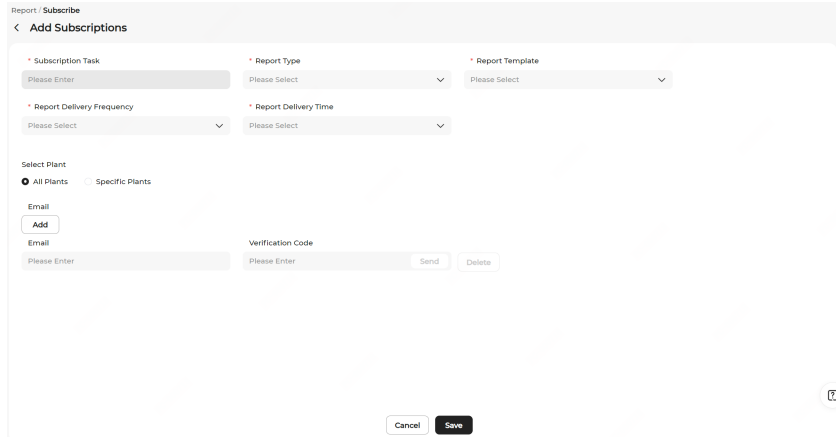 Report / Subscribe
Add Subscriptions
* Subscription Task * Report Type * Report Template
Please Enter Please Select Please Select
* Report Delivery Frequency * Report Delivery Time
Please Select Please Select
Select Plant
All Plants Specific Plants
Email
Add
Email Verification Code
Please Enter Please Enter Send Delete
Cancel Save